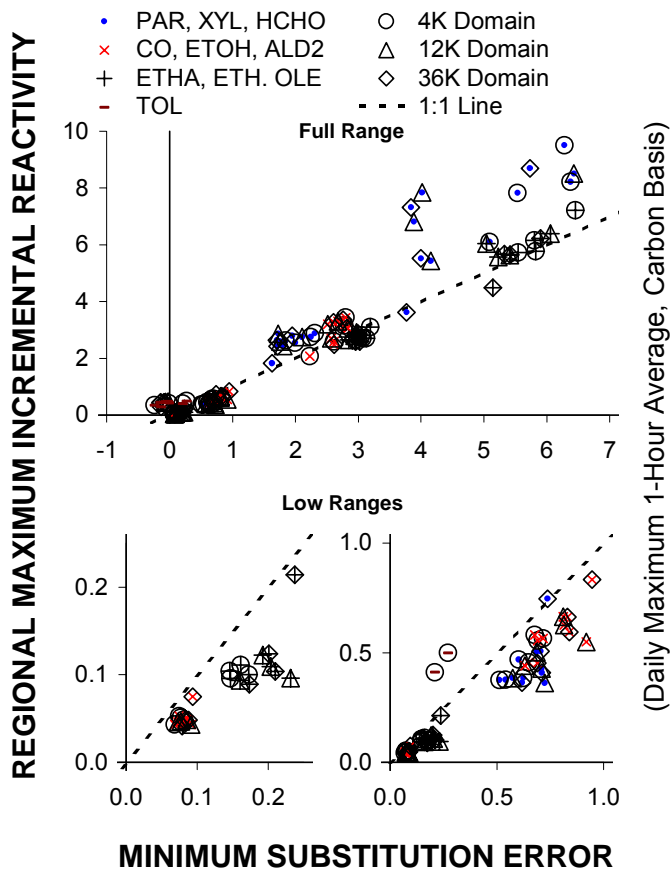 PAR, XYL, HCHO
4K Domain
CO, ETOH, ALD2
12K Domain
ETHA, ETH. OLE
36K Domain
TOL
1:1 Line
Full Range
10
8
6
4
2
0
-1 0 1 2 3 4 5 6 7
Low Ranges
0.2
0.1
0.0
0.0 0.1 0.2
1.0
0.5
0.0
0.0 0.5 1.0
REGIONAL MAXIMUM INCREMENTAL REACTIVITY
(Daily Maximum 1-Hour Average, Carbon Basis)
MINIMUM SUBSTITUTION ERROR